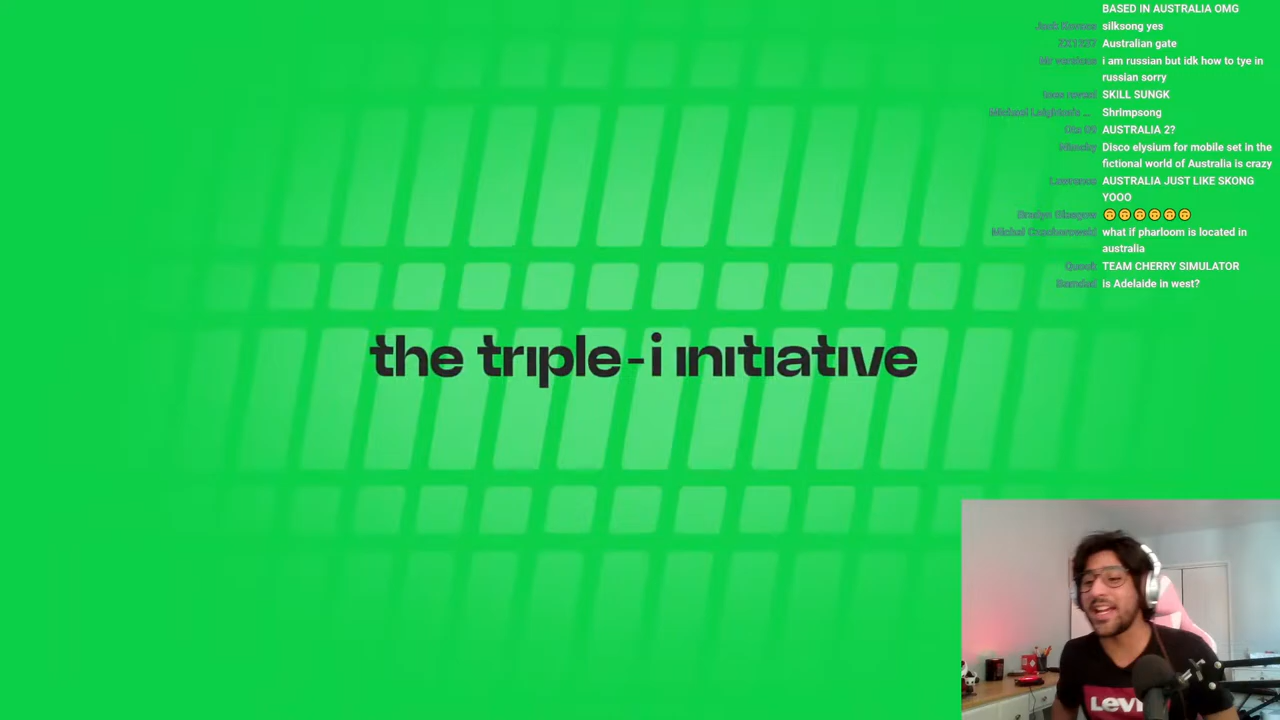 BASED IN AUSTRALIA OMG
silksong yes
Australian gate
i am russian but idk how to tye in
russian sorry
SKILL SUNGK
Shrimpsong
AUSTRALIA 2?
Disco elysium for mobile set in the
fictional world of Australia is crazy
AUSTRALIA JUST LIKE SKONG
YOOO
what if pharloom is located in
australia
TEAM CHERRY SIMULATOR
Is Adelaide in west?
the triple-i initiative
LEVI